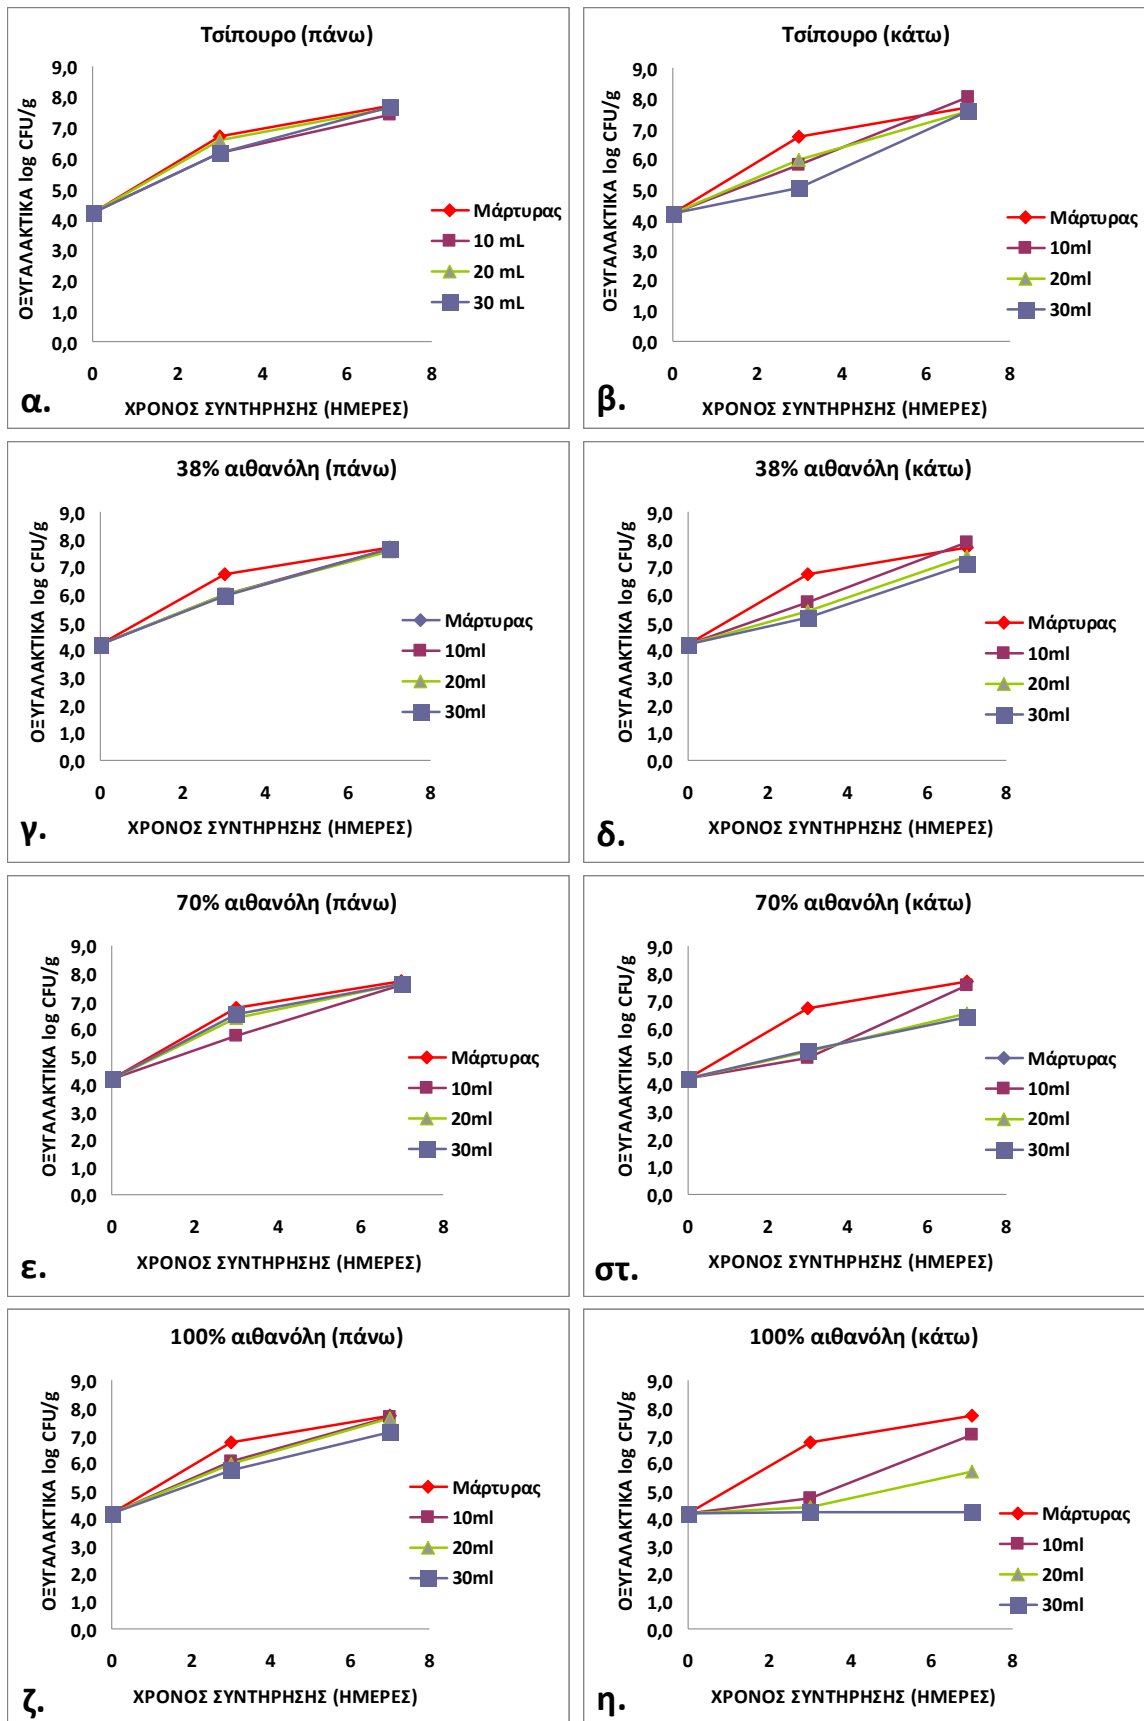 Τσίπουρο (πάνω)
ΟΞΥΓΑΛΑΚΤΙΚΑ log CFU/g
9,0
8,0
7,0
6,0
5,0
4,0
3,0
2,0
1,0
0,0
0 2 4 6 8
ΧΡΟΝΟΣ ΣΥΝΤΗΡΗΣΗΣ (ΗΜΕΡΕΣ)
Μάρτυρας
10 mL
20 mL
30 mL
α.
Τσίπουρο (κάτω)
ΟΞΥΓΑΛΑΚΤΙΚΑ log CFU/g
9,0
8,0
7,0
6,0
5,0
4,0
3,0
2,0
1,0
0,0
0 2 4 6 8
ΧΡΟΝΟΣ ΣΥΝΤΗΡΗΣΗΣ (ΗΜΕΡΕΣ)
Μάρτυρας
10ml
20ml
30ml
β.
38% αιθανόλη (πάνω)
ΟΞΥΓΑΛΑΚΤΙΚΑ log CFU/g
9,0
8,0
7,0
6,0
5,0
4,0
3,0
2,0
1,0
0,0
0 2 4 6 8
ΧΡΟΝΟΣ ΣΥΝΤΗΡΗΣΗΣ (ΗΜΕΡΕΣ)
Μάρτυρας
10ml
20ml
30ml
γ.
38% αιθανόλη (κάτω)
ΟΞΥΓΑΛΑΚΤΙΚΑ log CFU/g
9,0
8,0
7,0
6,0
5,0
4,0
3,0
2,0
1,0
0,0
0 2 4 6 8
ΧΡΟΝΟΣ ΣΥΝΤΗΡΗΣΗΣ (ΗΜΕΡΕΣ)
Μάρτυρας
10ml
20ml
30ml
δ.
70% αιθανόλη (πάνω)
ΟΞΥΓΑΛΑΚΤΙΚΑ log CFU/g
9,0
8,0
7,0
6,0
5,0
4,0
3,0
2,0
1,0
0,0
0 2 4 6 8
ΧΡΟΝΟΣ ΣΥΝΤΗΡΗΣΗΣ (ΗΜΕΡΕΣ)
Μάρτυρας
10ml
20ml
30ml
ε.
70% αιθανόλη (κάτω)
ΟΞΥΓΑΛΑΚΤΙΚΑ log CFU/g
9,0
8,0
7,0
6,0
5,0
4,0
3,0
2,0
1,0
0,0
0 2 4 6 8
ΧΡΟΝΟΣ ΣΥΝΤΗΡΗΣΗΣ (ΗΜΕΡΕΣ)
Μάρτυρας
10ml
20ml
30ml
στ.
100% αιθανόλη (πάνω)
ΟΞΥΓΑΛΑΚΤΙΚΑ log CFU/g
9,0
8,0
7,0
6,0
5,0
4,0
3,0
2,0
1,0
0,0
0 2 4 6 8
ΧΡΟΝΟΣ ΣΥΝΤΗΡΗΣΗΣ (ΗΜΕΡΕΣ)
Μάρτυρας
10ml
20ml
30ml
ζ.
100% αιθανόλη (κάτω)
ΟΞΥΓΑΛΑΚΤΙΚΑ log CFU/g
9,0
8,0
7,0
6,0
5,0
4,0
3,0
2,0
1,0
0,0
0 2 4 6 8
ΧΡΟΝΟΣ ΣΥΝΤΗΡΗΣΗΣ (ΗΜΕΡΕΣ)
Μάρτυρας
10ml
20ml
30ml
η.